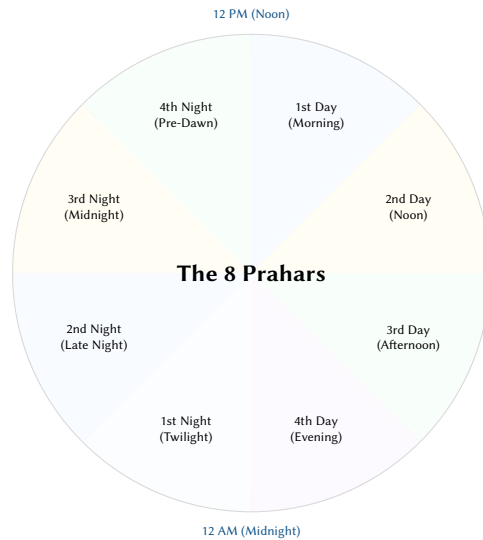 12 PM (Noon)
4th Night
(Pre-Dawn)
1st Day
(Morning)
3rd Night
(Midnight)
2nd Day
(Noon)
The 8 Prahars
2nd Night
(Late Night)
3rd Day
(Afternoon)
1st Night
(Twilight)
4th Day
(Evening)
12 AM (Midnight)